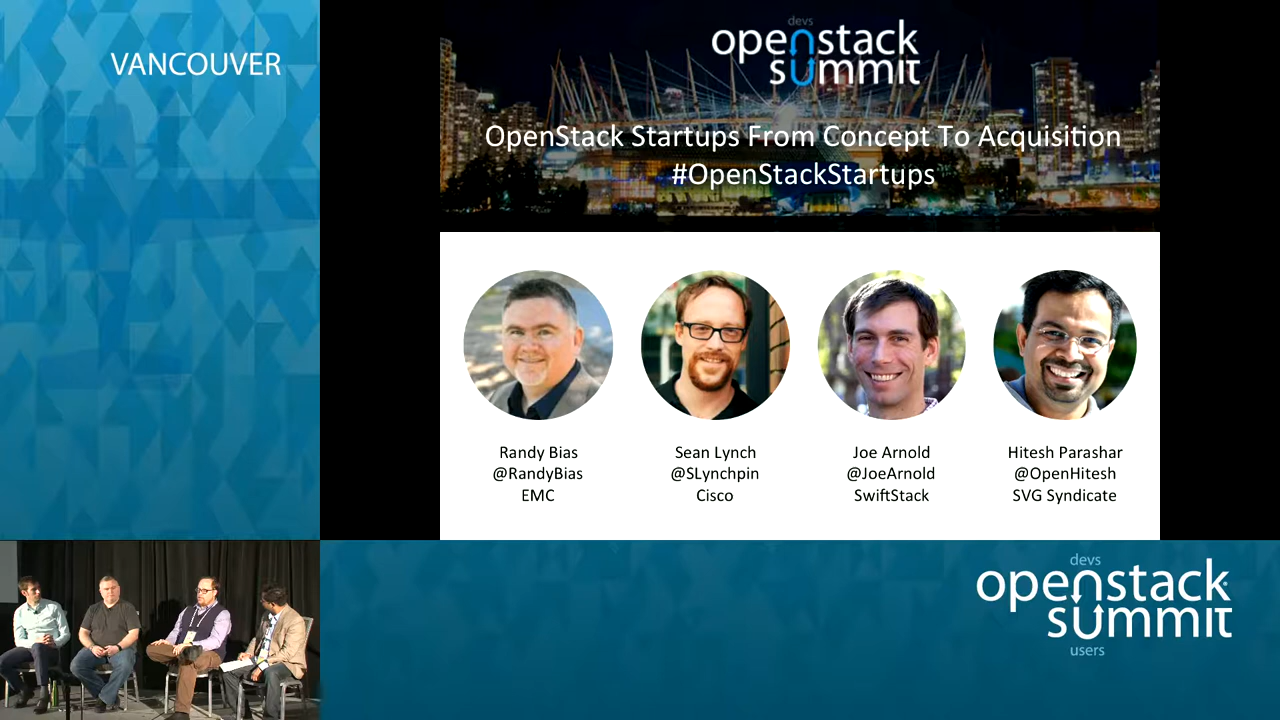 VANCOUVER
devs
openstack
summit
OpenStack Startups From Concept To Acquisition
#OpenStackStartups
Randy Bias
@RandyBias
EMC
Sean Lynch
@SLynchpin
Cisco
Joe Arnold
@JoeArnold
SwiftStack
Hitesh Parashar
@OpenHitesh
SVG Syndicate
devs
openstack
summit
users